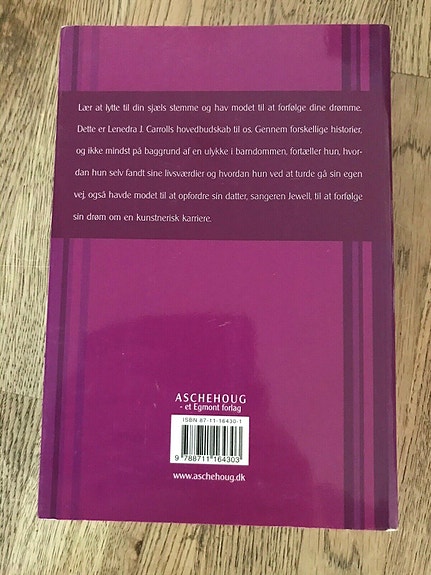 Lær at lytte til din sjæls stemme og hav modet til at forfølge dine drømme.
Dette er Lenedra J. Carrolls hovedbudskab til os. Gennem forskellige historier,
og ikke mindst på baggrund af en ulykke i barndommen, fortæller hun, hvor-
dan hun selv fandt sine livsværdier og hvordan hun ved at turde gå sin egen
vej, også havde modet til at opfordre sin datter, sangeren Jewell, til at forfølge
sin drøm om en kunstnerisk karriere.
ASCHEHOUG
- et Egmont forlag
ISBN 87-11-16430-1
9 788711 164303
www.aschehoug.dk